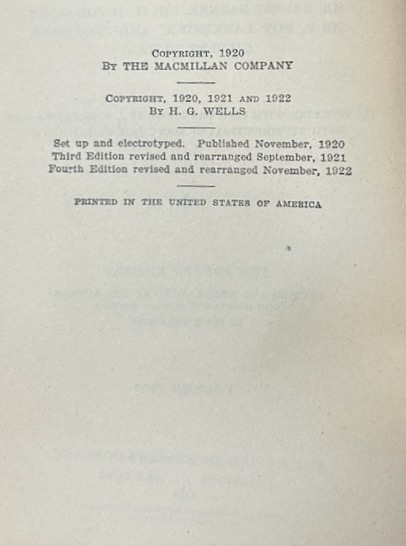 COPYRIGHT, 1920
BY THE MACMILLAN COMPANY
COPYRIGHT, 1920, 1921 AND 1922
BY H. G. WELLS
Set up and electrotyped. Published November, 1920
Third Edition revised and rearranged September, 1921
Fourth Edition revised and rearranged November, 1922
PRINTED IN THE UNITED STATES OF AMERICA